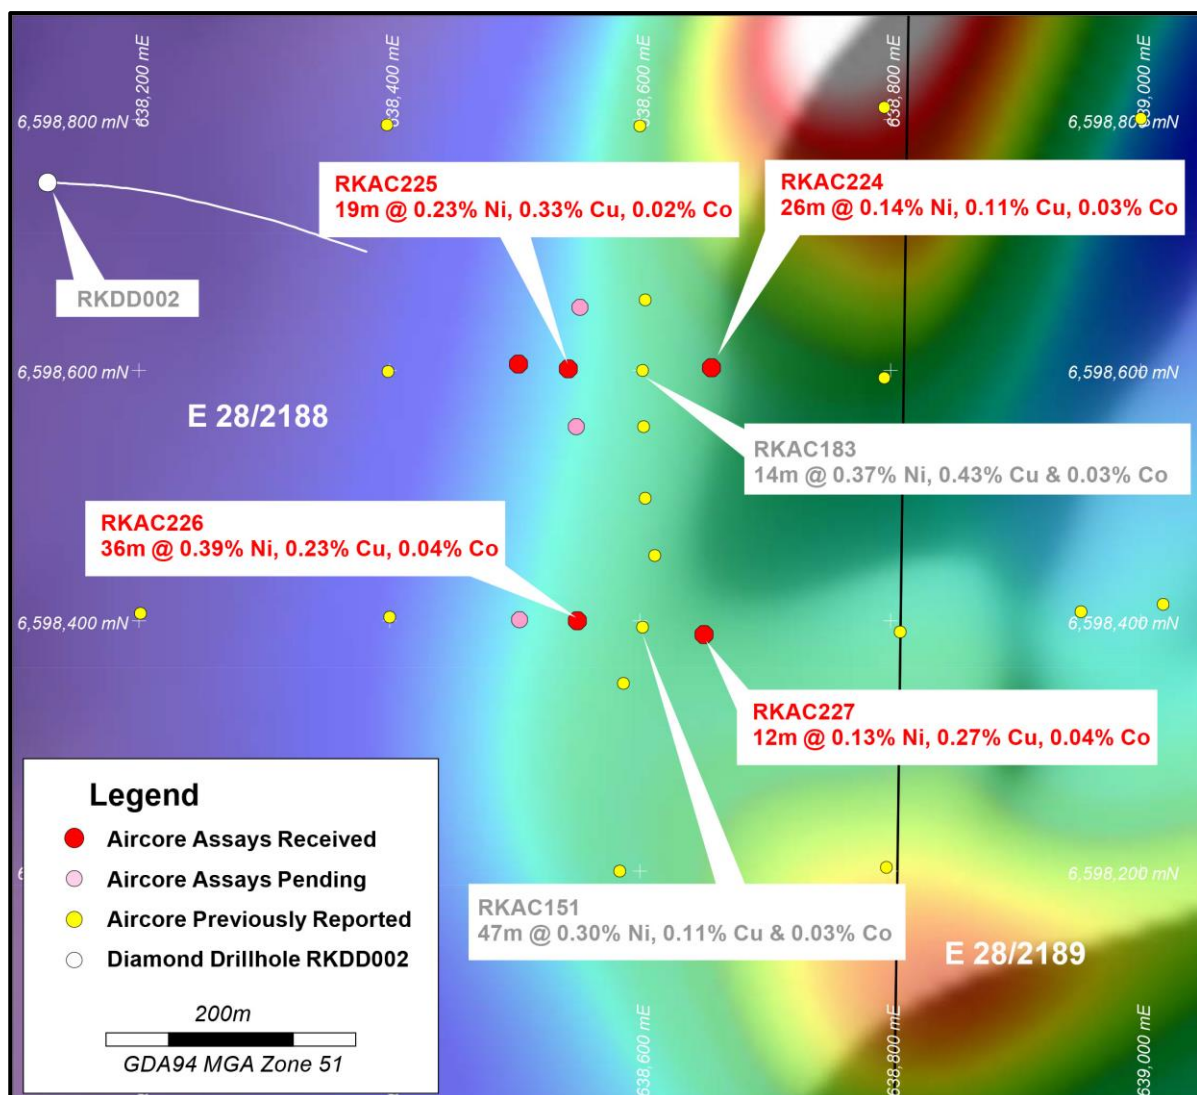 638,200 mE
638,400 mE
638,600 mE
638,800 mE
639,000 mE
6,598,800 mN
6,598,800 mN
RKAC225
19m @ 0.23% Ni, 0.33% Cu, 0.02% Co
RKAC224
26m @ 0.14% Ni, 0.11% Cu, 0.03% Co
RKDD002
6,598,600 mN
6,598,600 mN
E 28/2188
RKAC183
14m @ 0.37% Ni, 0.43% Cu & 0.03% Co
RKAC226
36m @ 0.39% Ni, 0.23% Cu, 0.04% Co
6,598,400 mN
6,598,400 mN
RKAC227
12m @ 0.13% Ni, 0.27% Cu, 0.04% Co
6,598,200 mN
RKAC151
47m @ 0.30% Ni, 0.11% Cu & 0.03% Co
E 28/2189
Legend
Aircore Assays Received
Aircore Assays Pending
Aircore Previously Reported
Diamond Drillhole RKDD002
200m
GDA94 MGA Zone 51
638,600 mE
638,800 mE
639,000 mE